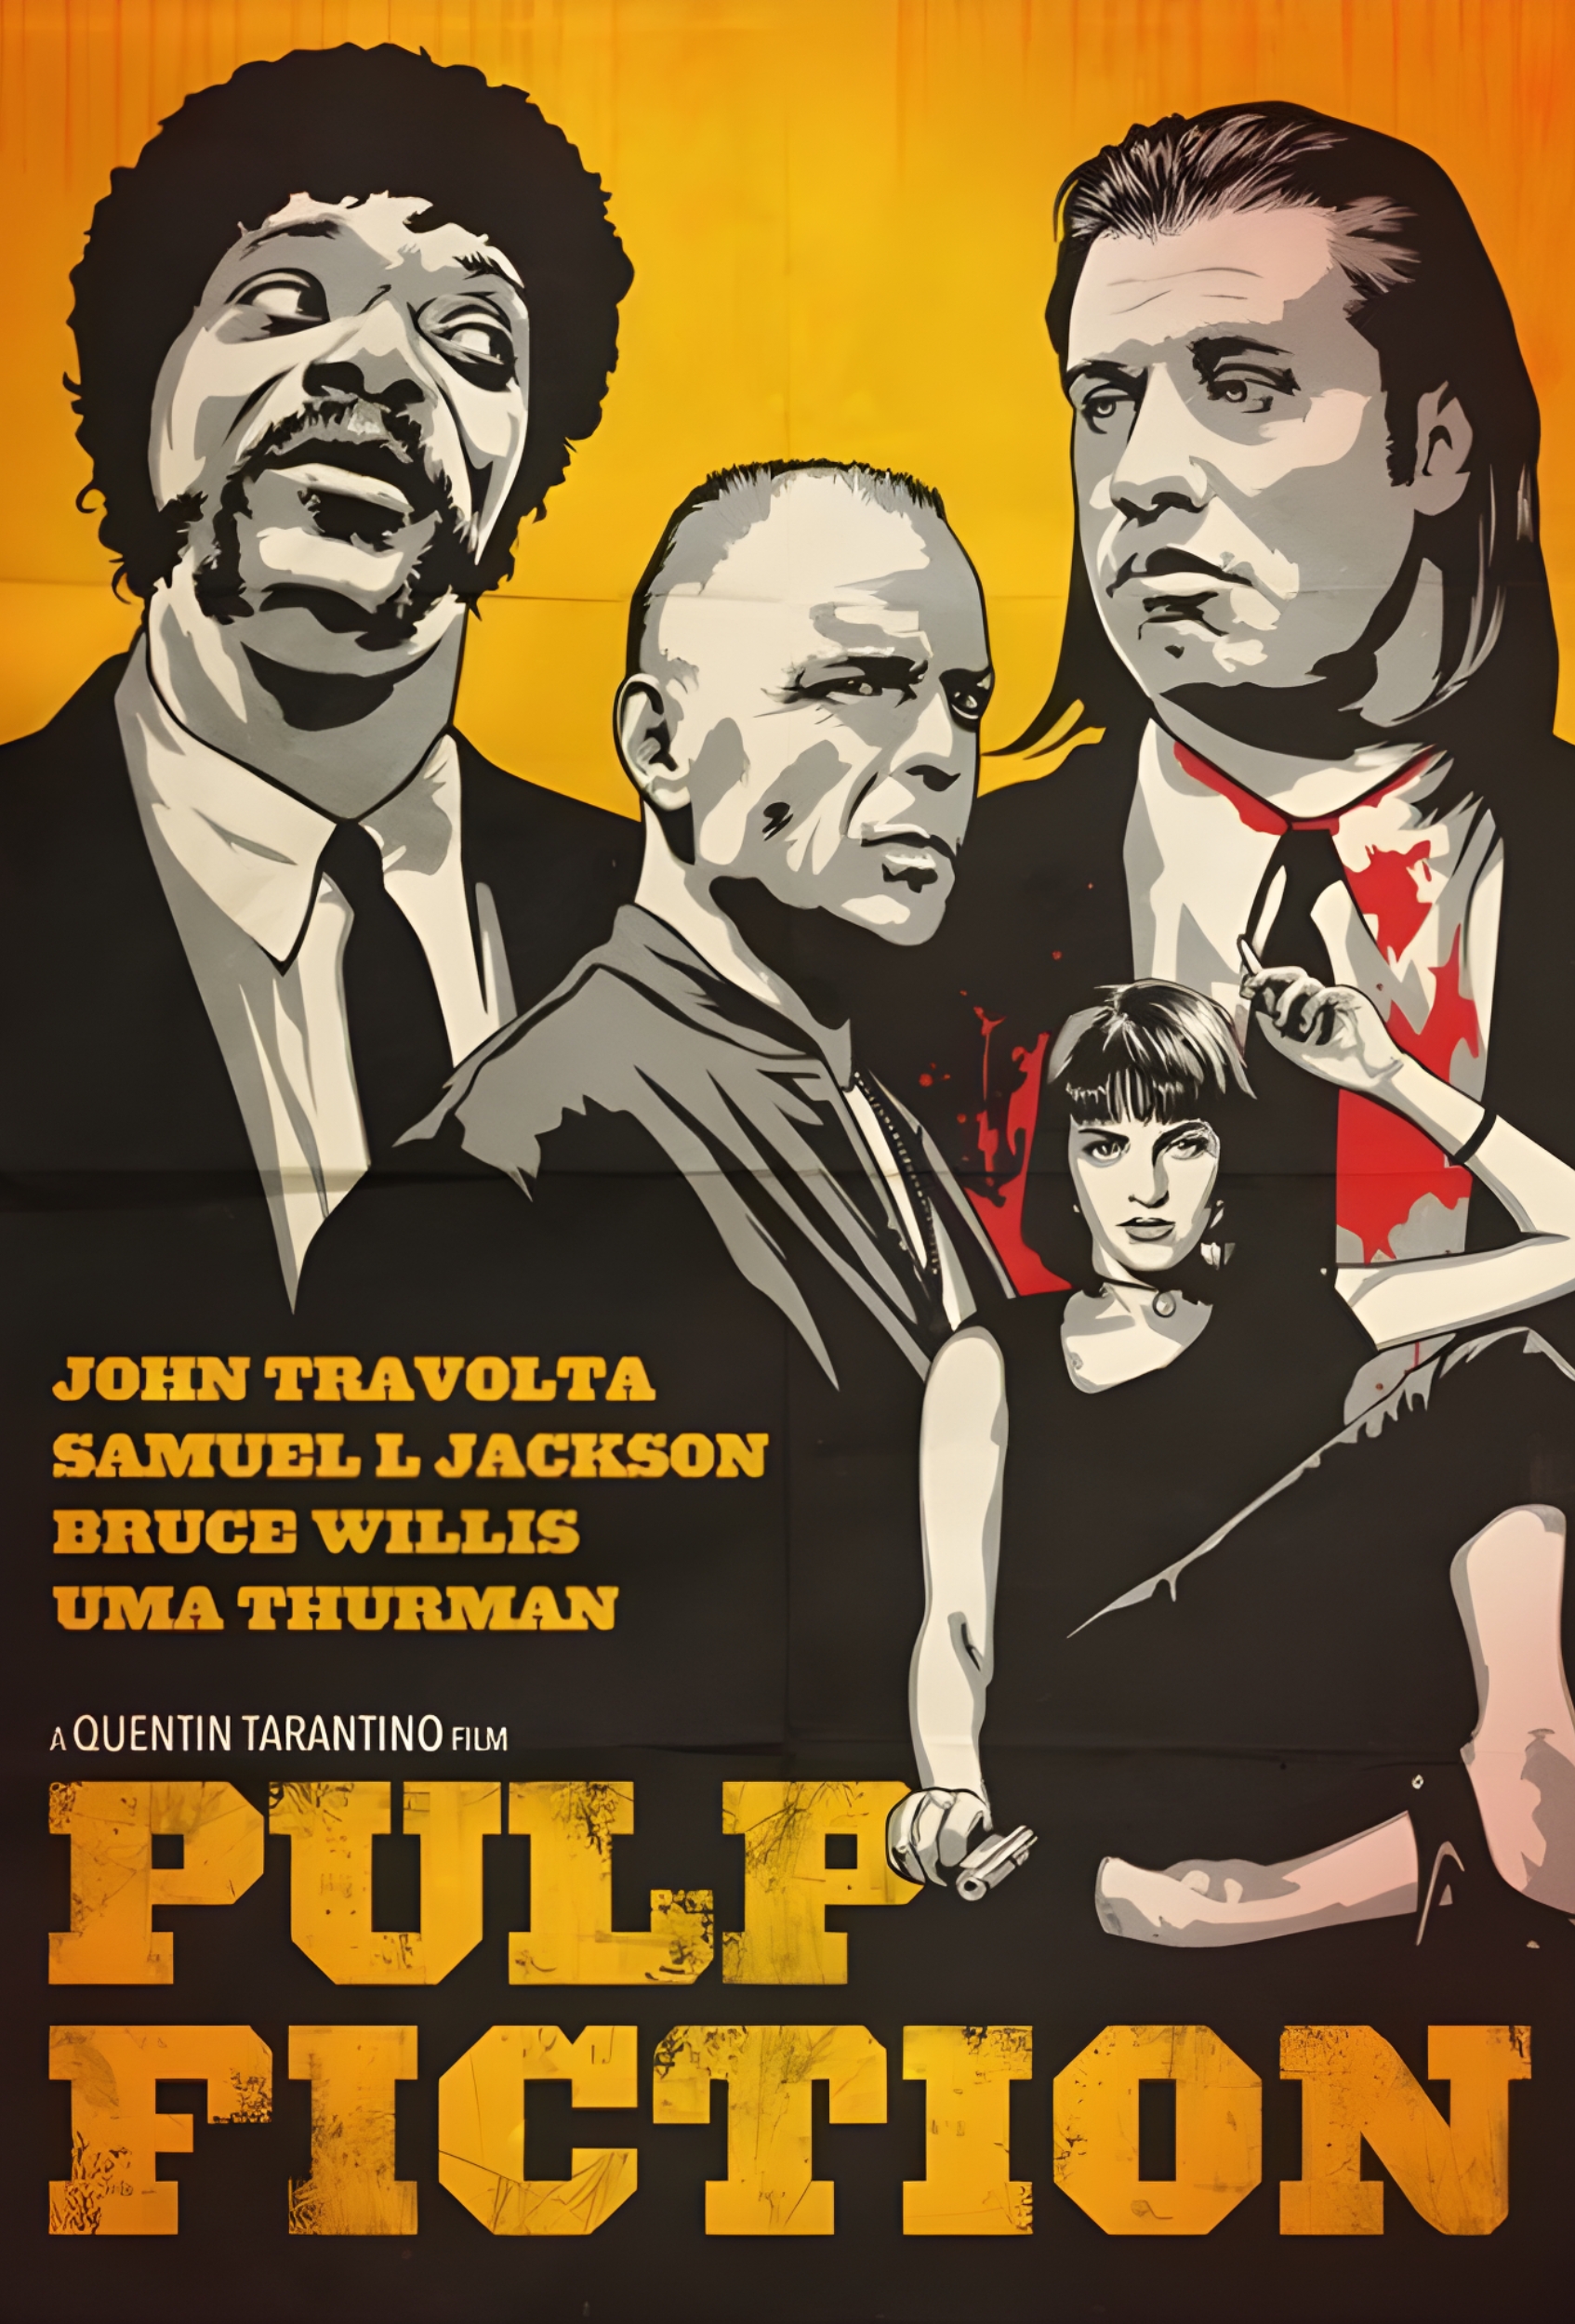 JOHN TRAVOLTA
SAMUEL L JACKSON
BRUCE WILLIS
UMA THURMAN
A QUENTIN TARANTINO FILM
PULP
FICTION